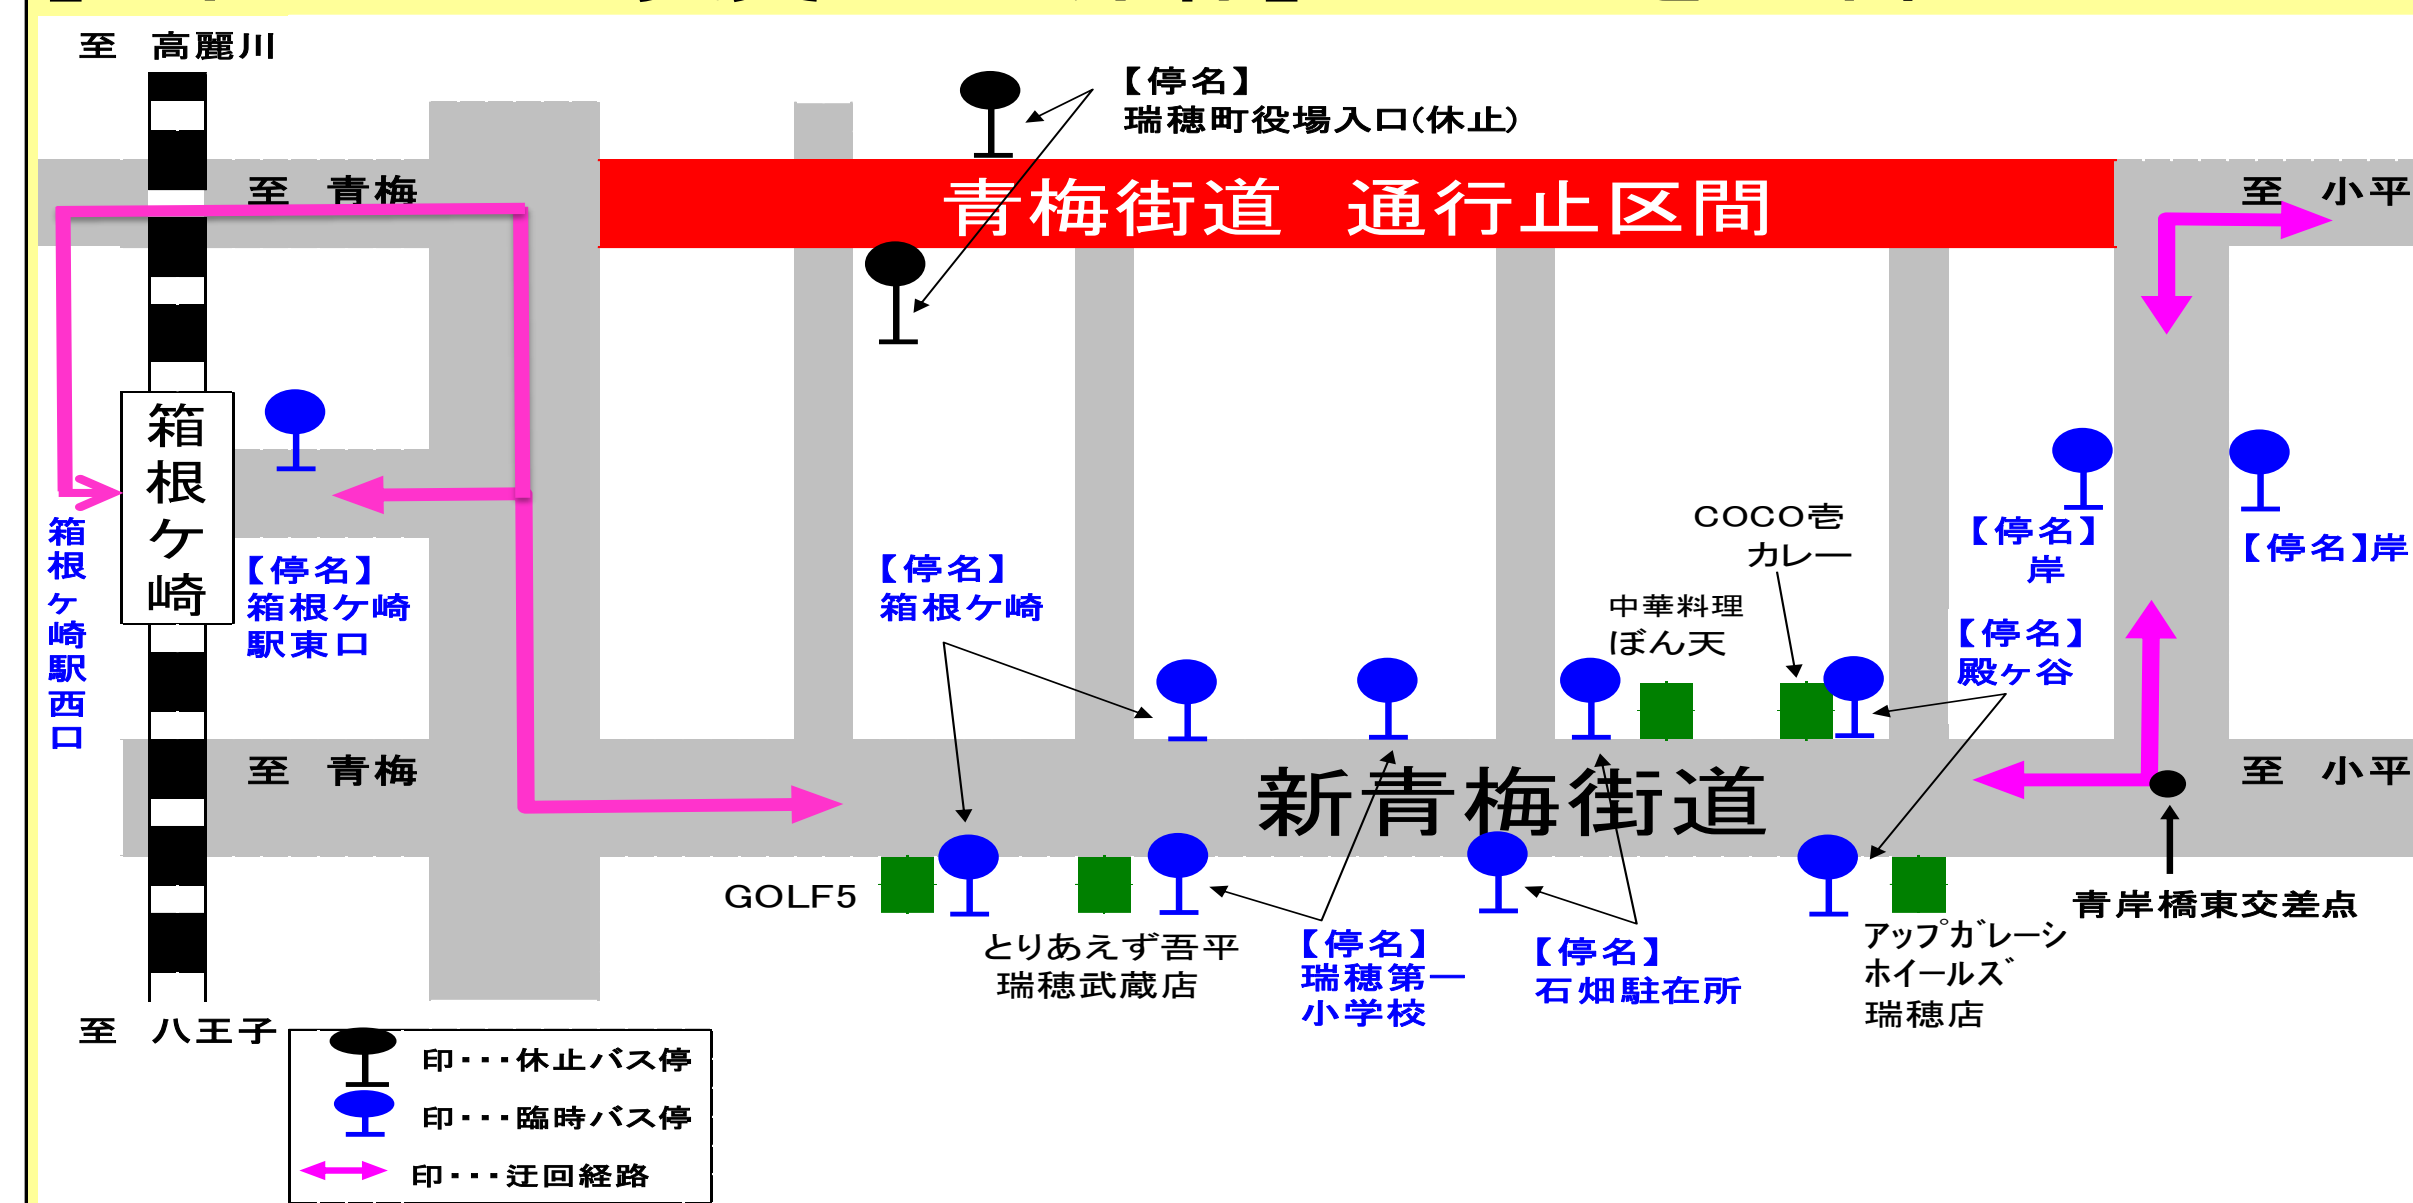 至 高麗川
【停名】
瑞穂町役場入口(休止)
至 青梅
青梅街道 通行止区間
至 小平
箱根ケ崎
箱根ケ崎駅西口
【停名】
箱根ケ崎
駅東口
【停名】
箱根ケ崎
COCO壱
カレー
中華料理
ぼん天
【停名】
岸
【停名】岸
【停名】
殿ヶ谷
至 青梅
新青梅街道
至 小平
GOLF5
とりあえず吾平
瑞穂武蔵店
【停名】
瑞穂第一
小学校
【停名】
石畑駐在所
アップガレーシ
ホイールズ
瑞穂店
青岸橋東交差点
至 八王子
印・・・休止バス停
印・・・臨時バス停
印・・・迂回経路